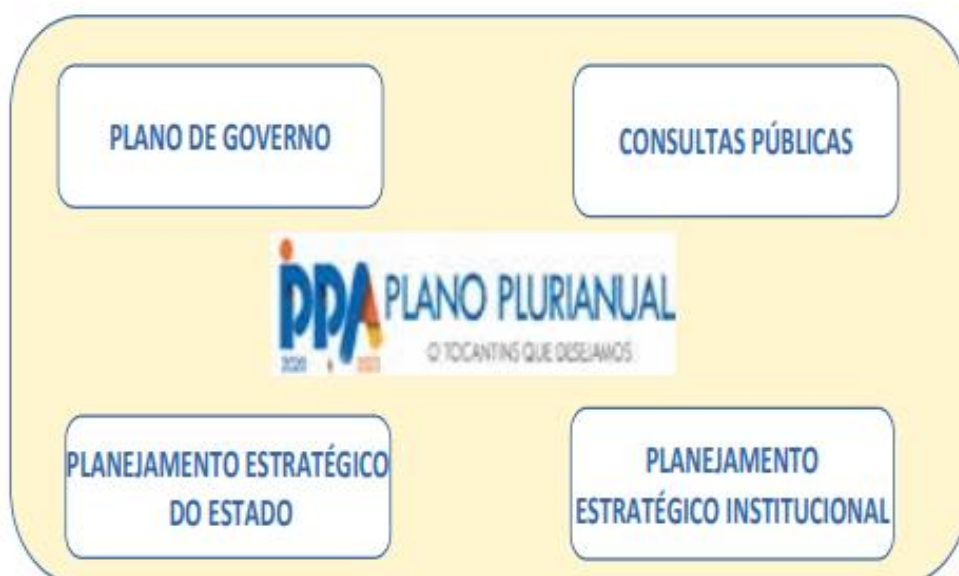 PLANO DE GOVERNO
CONSULTAS PÚBLICAS
PPA PLANO PLURIANUAL
O TOCANTINS QUE DESEJAMOS
2020 a 2023
PLANEJAMENTO ESTRATÉGICO
DO ESTADO
PLANEJAMENTO
ESTRATÉGICO INSTITUCIONAL